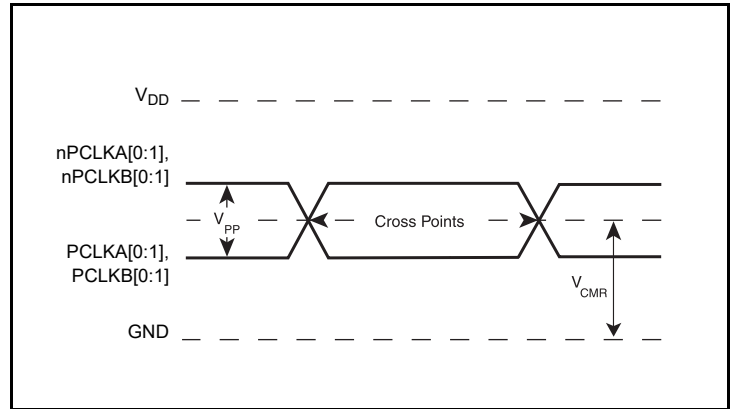 VDD
nPCLKA[0:1],
nPCLKB[0:1]
VPP
Cross Points
PCLKA[0:1],
PCLKB[0:1]
VCMR
GND